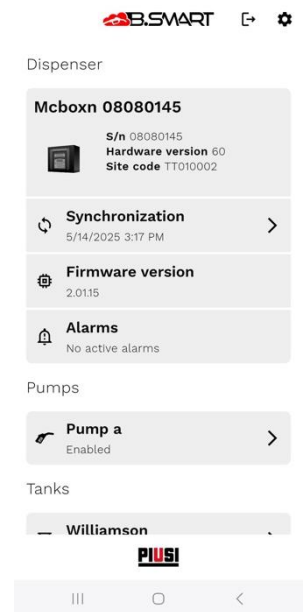 B.SMART
Dispenser
Mcboxn 08080145
S/n 08080145
Hardware version 60
Site code TT010002
Synchronization
5/14/2025 3:17 PM
Firmware version
2.01.15
Alarms
No active alarms
Pumps
Pump a
Enabled
Tanks
Williamson
PIUSI